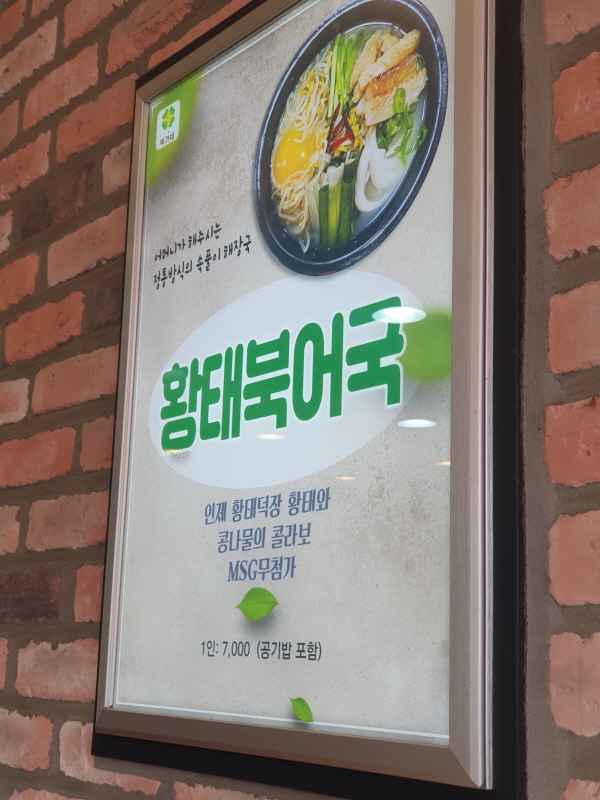 어머니가 해주시는
정통방식의 속풀이 해장국
황태북어국
인제 황태덕장 황태와
콩나물의 콜라보
MSG무첨가
1인: 7,000 (공기밥 포함)